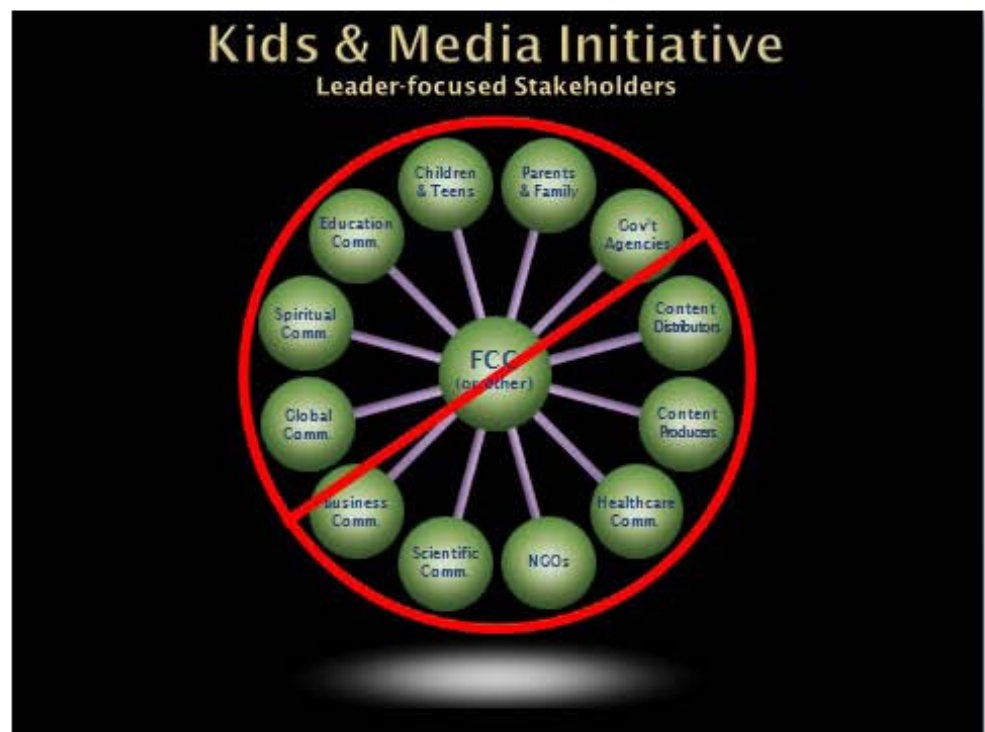 Kids & Media Initiative
Leader-focused Stakeholders
Children
& Teens
Parents
& Family
Education
Comm.
Gov't
Agencies
Spiritual
Comm.
Content
Distributors
FCC
(or other)
Global
Comm.
Content
Producers
Business
Comm.
Healthcare
Comm.
Scientific
Comm.
NGOs